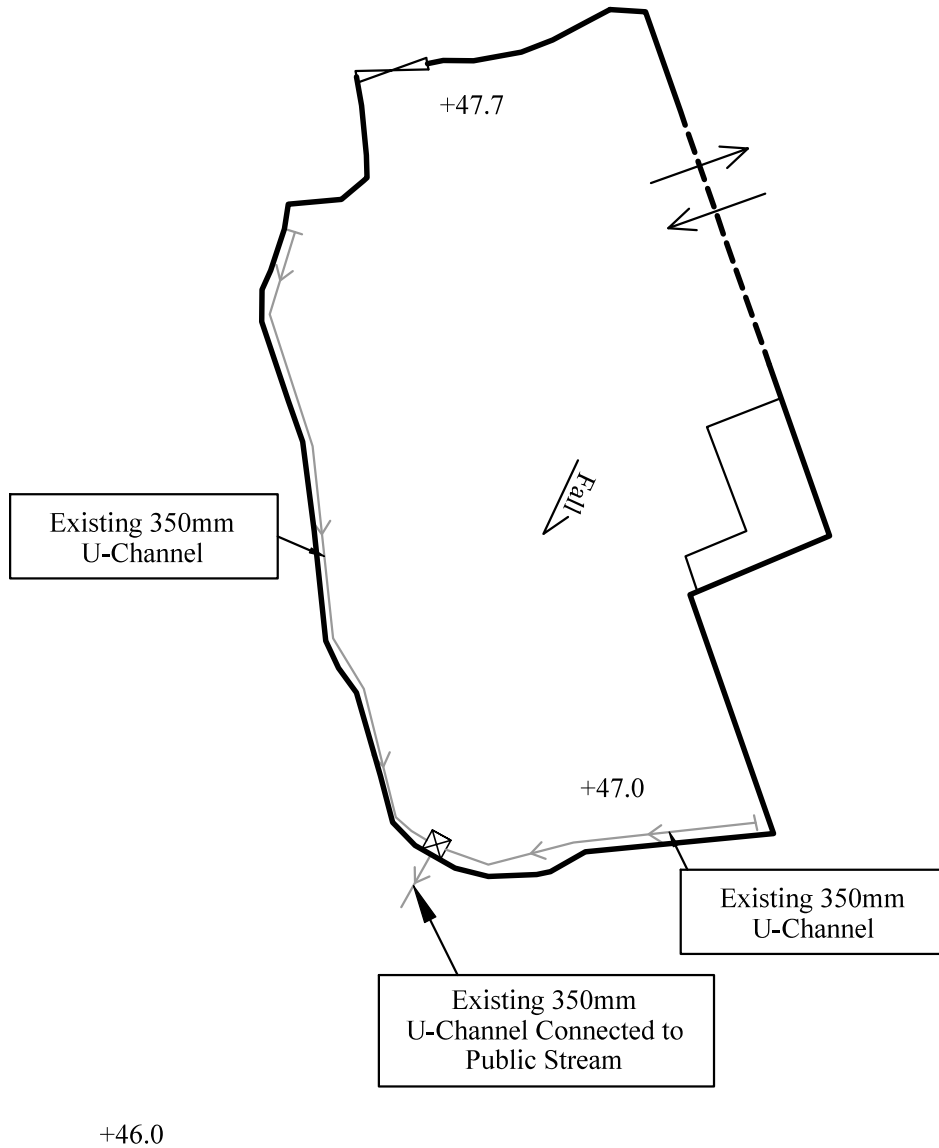 +47.7
Fall
Existing 350mm
U-Channel
+47.0
Existing 350mm
U-Channel
Existing 350mm
U-Channel Connected to
Public Stream
+46.0